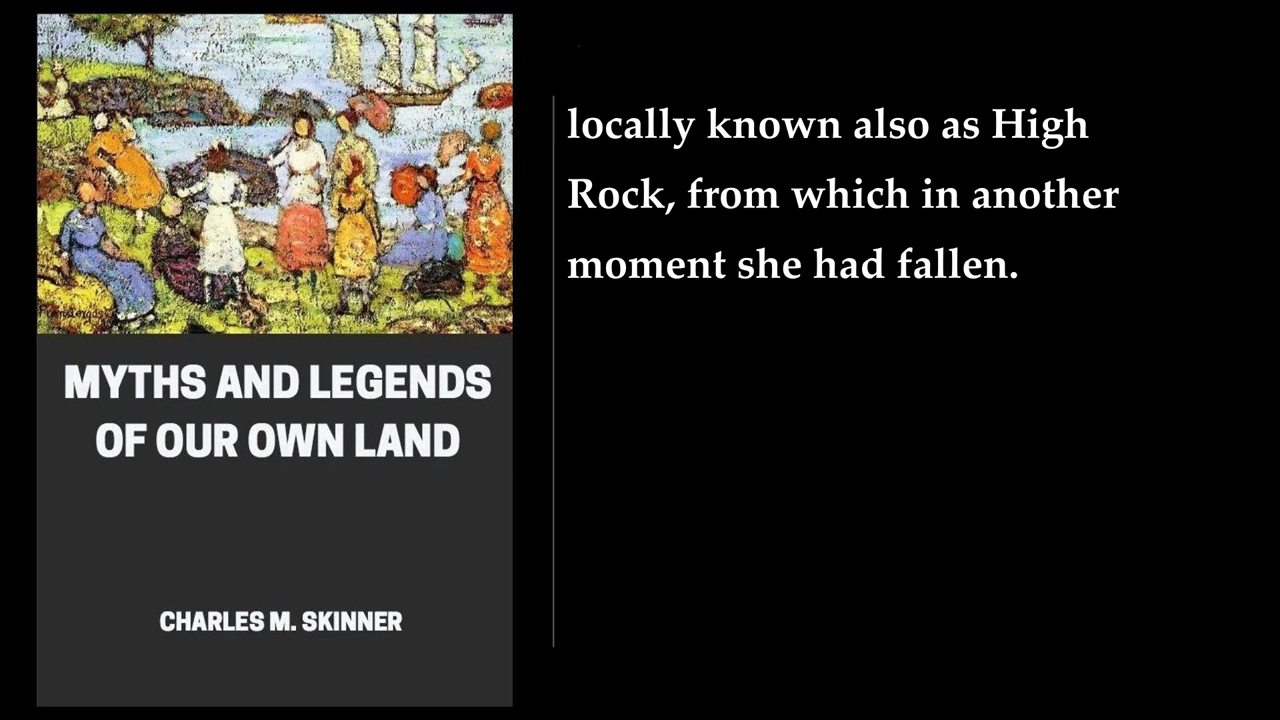 MYTHS AND LEGENDS
OF OUR OWN LAND
CHARLES M. SKINNER
locally known also as High
Rock, from which in another
moment she had fallen.